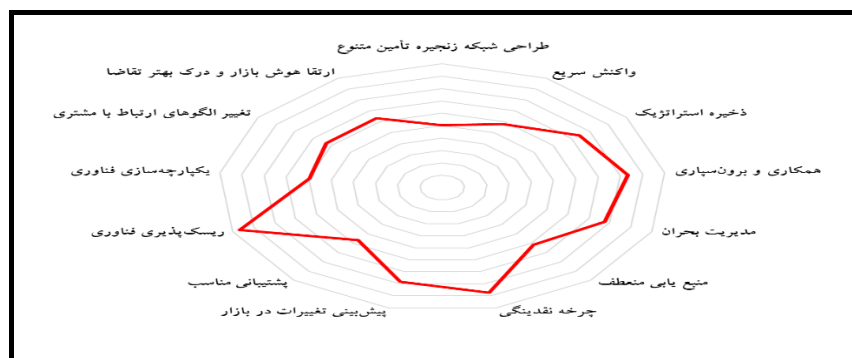 طراحی شبکه زنجیره تأمین متنوع
واکنش سریع
ذخیره استراتژیک
همکاری و برون‌سپاری
مدیریت بحران
منبع یابی منعطف
چرخه نقدینگی
پیش‌بینی تغییرات در بازار
پشتیبانی مناسب
ریسک‌پذیری فناوری
یکپارچه‌سازی فناوری
تغییر الگوهای ارتباط با مشتری
ارتقا هوش بازار و درک بهتر تقاضا